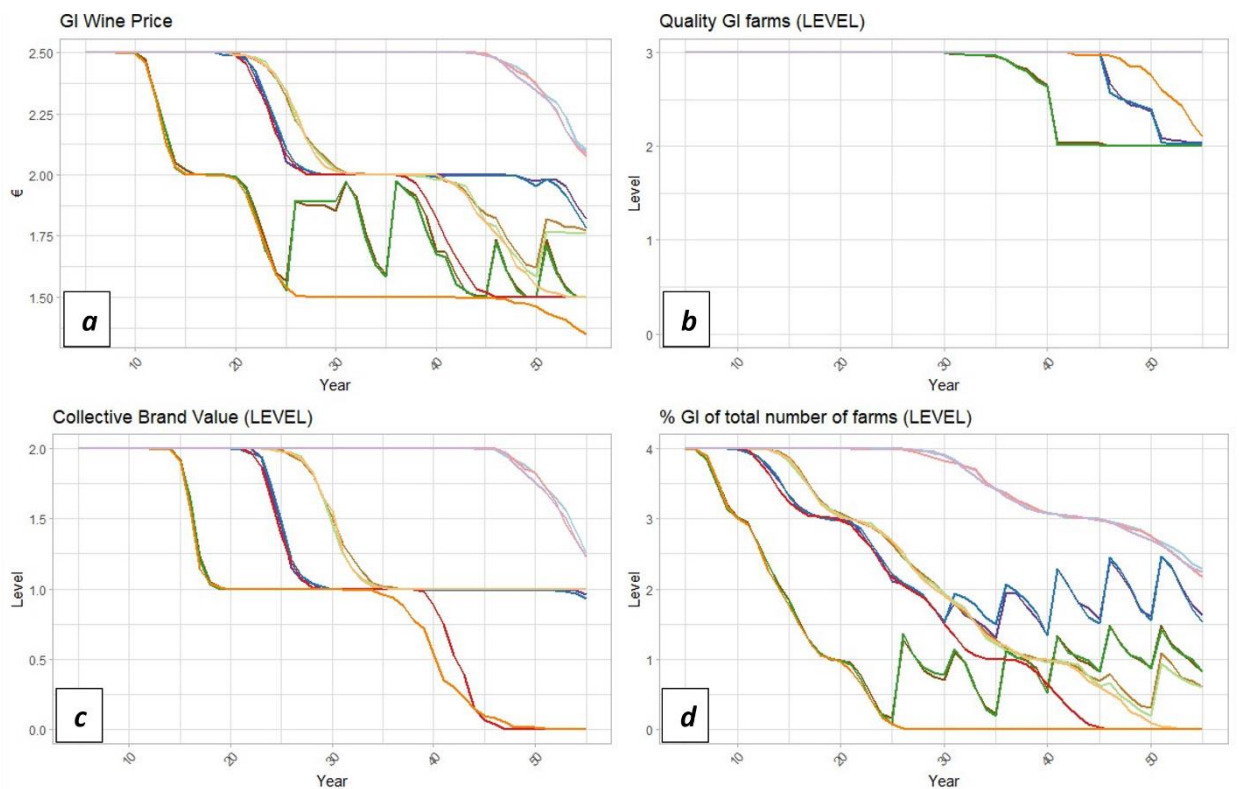 GI Wine Price
2.50
2.25
2.00
1.75
1.50
€
10
20
30
40
50
Year
a
Quality GI farms (LEVEL)
3
2
1
0
Level
10
20
30
40
50
Year
b
Collective Brand Value (LEVEL)
2.0
1.5
1.0
0.5
0.0
Level
10
20
30
40
50
Year
c
% GI of total number of farms (LEVEL)
4
3
2
1
0
Level
10
20
30
40
50
Year
d